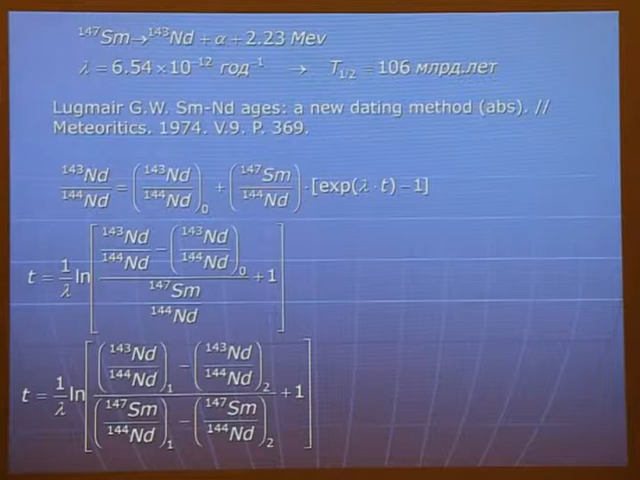 ¹⁴⁷Sm→¹⁴³Nd + α + 2.23 Mev
λ = 6.54×10⁻¹² год⁻¹ → T₁/₂ = 106 млрд.лет
Lugmair G.W. Sm-Nd ages: a new dating method (abs). //
Meteoritics. 1974. V.9. P. 369.
¹⁴³Nd/¹⁴⁴Nd = (¹⁴³Nd/¹⁴⁴Nd)₀ + (¹⁴⁷Sm/¹⁴⁴Nd)·[exp(λ·t) − 1]
t = 1/λ ln[(¹⁴³Nd/¹⁴⁴Nd − (¹⁴³Nd/¹⁴⁴Nd)₀)/(¹⁴⁷Sm/¹⁴⁴Nd) + 1]
t = 1/λ ln[((¹⁴³Nd/¹⁴⁴Nd)₁ − (¹⁴³Nd/¹⁴⁴Nd)₂)/((¹⁴⁷Sm/¹⁴⁴Nd)₁ − (¹⁴⁷Sm/¹⁴⁴Nd)₂) + 1]